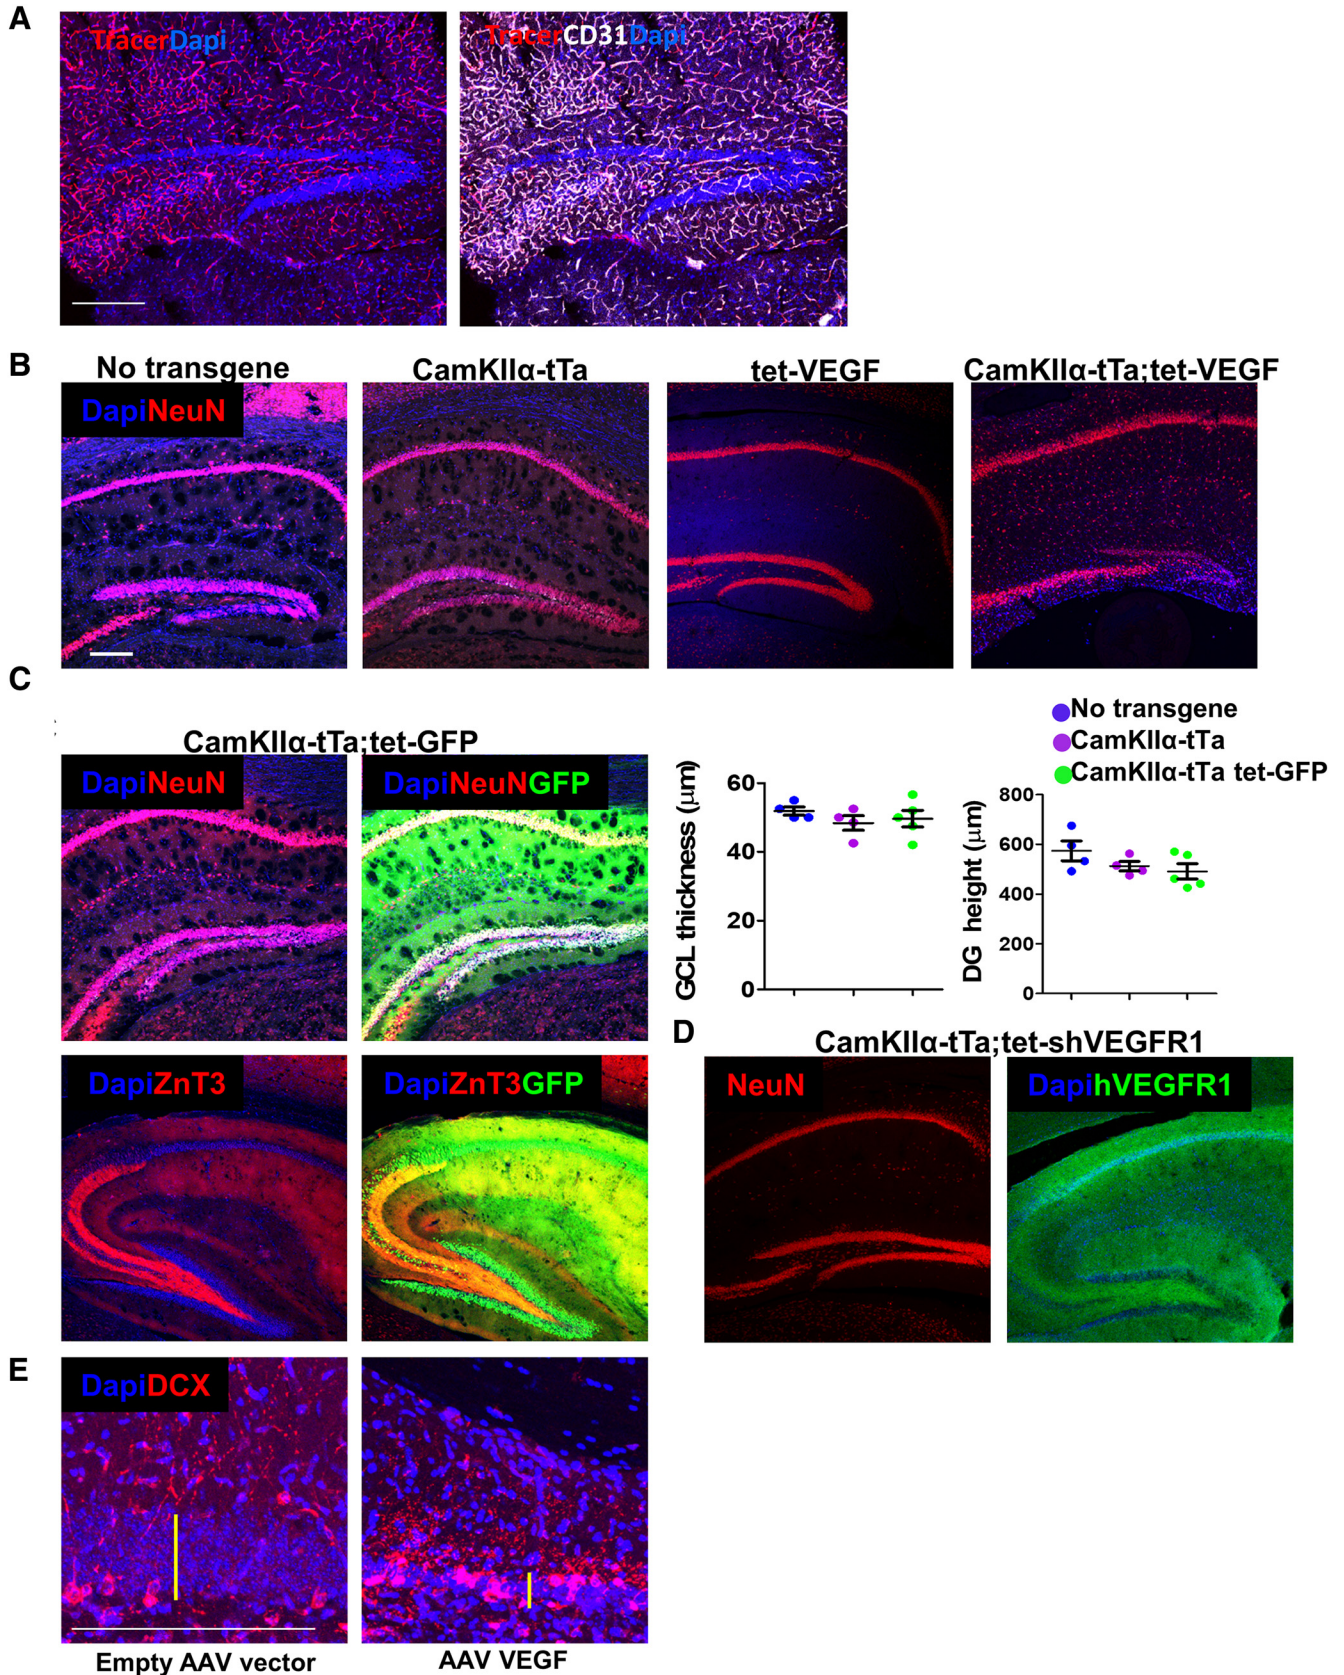 A
TracerDapi
TracerCD31Dapi
B
No transgene
CamKIIα-tTa
tet-VEGF
CamKIIα-tTa;tet-VEGF
DapiNeuN
C
CamKIIα-tTa;tet-GFP
DapiNeuN
DapiNeuNGFP
DapiZnT3
DapiZnT3GFP
GCL thickness (μm)
60
40
20
0
No transgene
CamKIIα-tTa
CamKIIα-tTa tet-GFP
DG height (μm)
800
600
400
200
0
D
CamKIIα-tTa;tet-shVEGFR1
NeuN
DapihVEGFR1
E
DapiDCX
Empty AAV vector
AAV VEGF